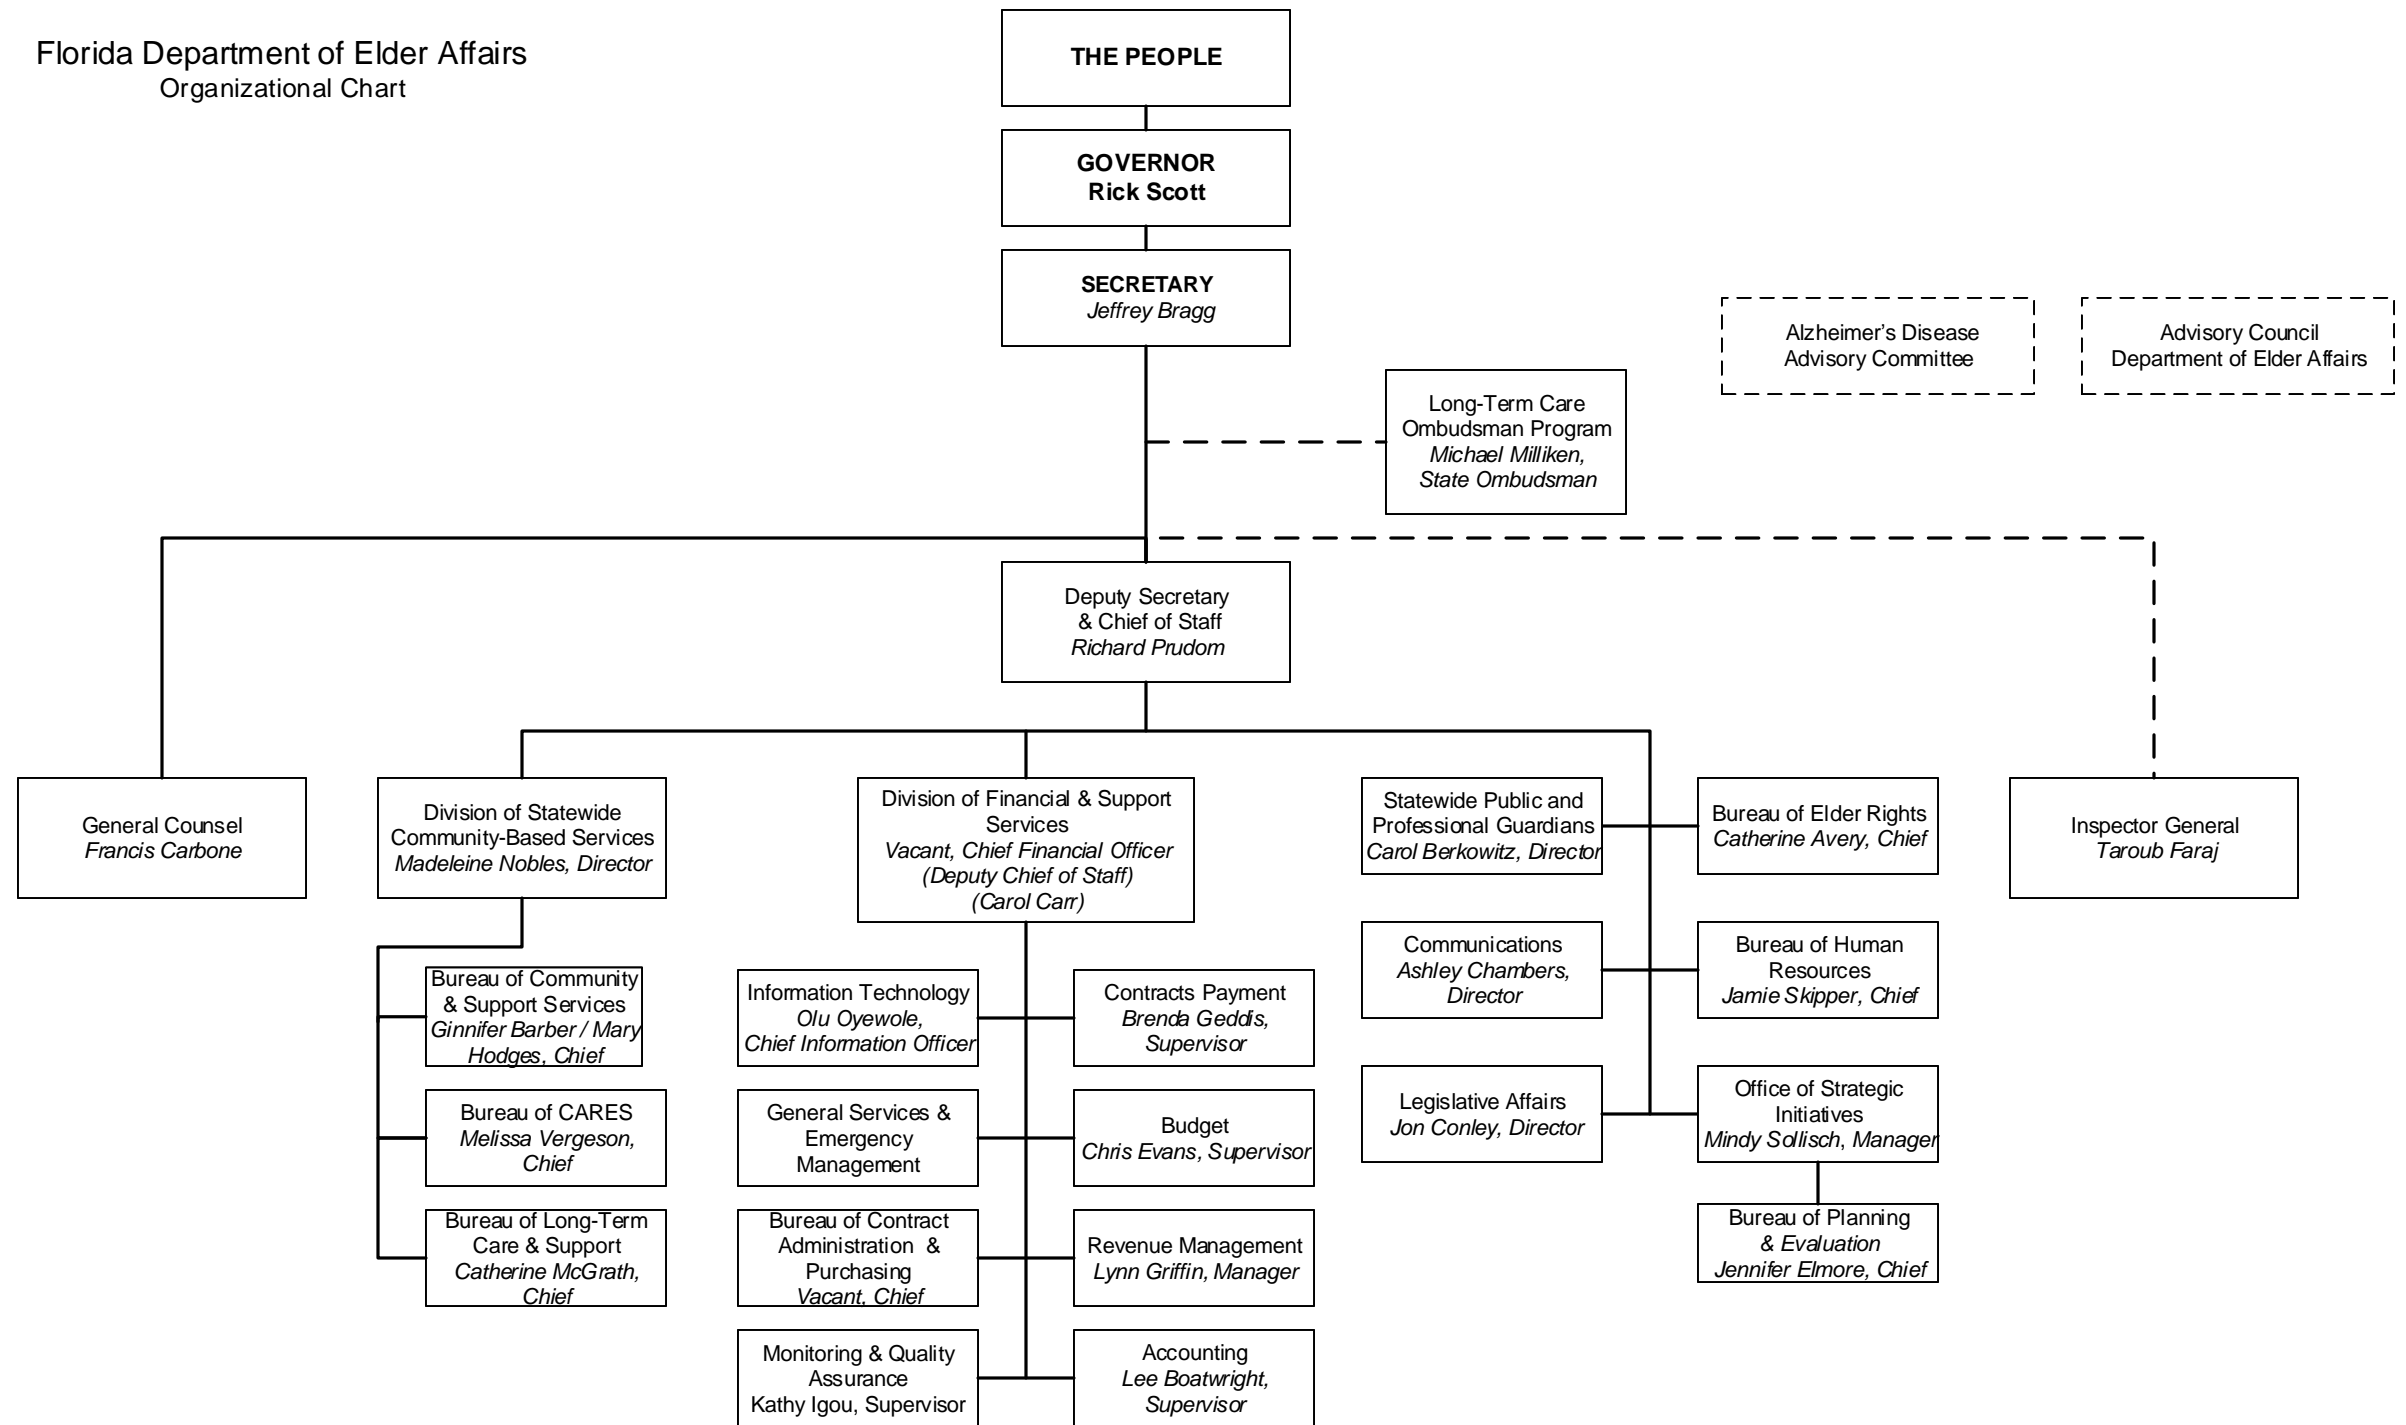 Florida Department of Elder Affairs
Organizational Chart
THE PEOPLE
GOVERNOR
Rick Scott
SECRETARY
Jeffrey Bragg
Alzheimer's Disease
Advisory Committee
Advisory Council
Department of Elder Affairs
Long-Term Care
Ombudsman Program
Michael Milliken,
State Ombudsman
Deputy Secretary
& Chief of Staff
Richard Prudom
General Counsel
Francis Carbone
Division of Statewide
Community-Based Services
Madeleine Nobles, Director
Division of Financial & Support
Services
Vacant, Chief Financial Officer
(Deputy Chief of Staff)
(Carol Carr)
Statewide Public and
Professional Guardians
Carol Berkowitz, Director
Bureau of Elder Rights
Catherine Avery, Chief
Inspector General
Taroub Faraj
Bureau of Community
& Support Services
Ginnifer Barber / Mary
Hodges, Chief
Information Technology
Olu Oyewole,
Chief Information Officer
Contracts Payment
Brenda Geddis,
Supervisor
Communications
Ashley Chambers,
Director
Bureau of Human
Resources
Jamie Skipper, Chief
Bureau of CARES
Melissa Vergeson,
Chief
General Services &
Emergency
Management
Budget
Chris Evans, Supervisor
Legislative Affairs
Jon Conley, Director
Office of Strategic
Initiatives
Mindy Sollisch, Manager
Bureau of Long-Term
Care & Support
Catherine McGrath,
Chief
Bureau of Contract
Administration &
Purchasing
Vacant, Chief
Revenue Management
Lynn Griffin, Manager
Bureau of Planning
& Evaluation
Jennifer Elmore, Chief
Monitoring & Quality
Assurance
Kathy Igou, Supervisor
Accounting
Lee Boatwright,
Supervisor